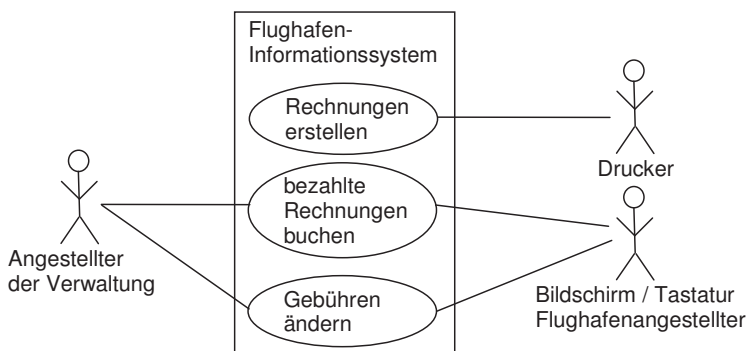 Flughafen-
Informationssystem
Rechnungen
erstellen
Drucker
bezahlte
Rechnungen
buchen
Angestellter
der Verwaltung
Gebühren
ändern
Bildschirm / Tastatur
Flughafenangestellter